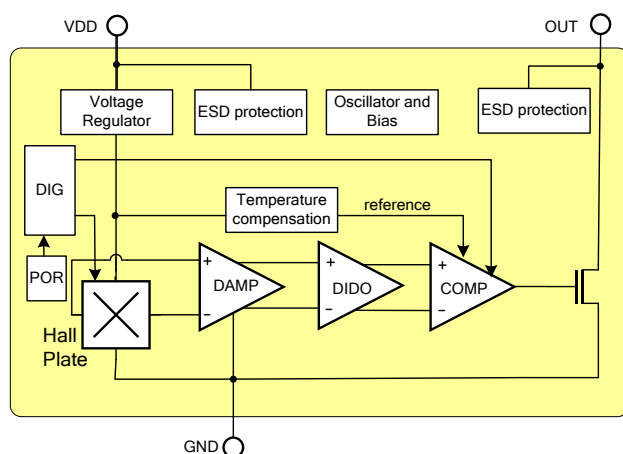 VDD
OUT
Voltage
Regulator
ESD protection
Oscillator and
Bias
ESD protection
DIG
Temperature
compensation
reference
POR
+
DAMP
−
+
DIDO
−
+
COMP
−
Hall
Plate
GND